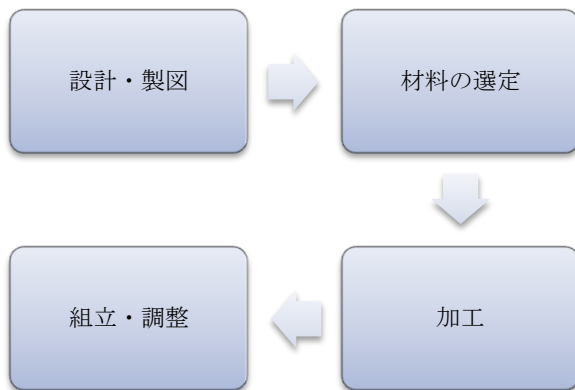 設計・製図
材料の選定
加工
組立・調整